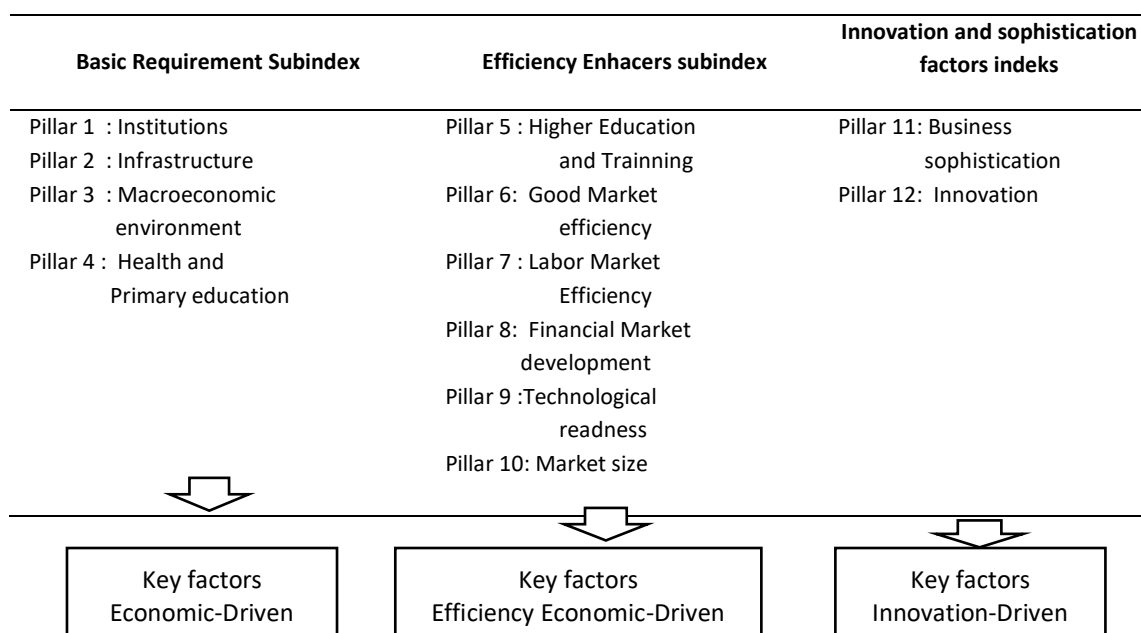 Basic Requirement Subindex
Efficiency Enhacers subindex
Innovation and sophistication
factors indeks
Pillar 1 : Institutions
Pillar 2 : Infrastructure
Pillar 3 : Macroeconomic
environment
Pillar 4 : Health and
Primary education
Pillar 5 : Higher Education
and Trainning
Pillar 6: Good Market
efficiency
Pillar 7 : Labor Market
Efficiency
Pillar 8: Financial Market
development
Pillar 9 :Technological
readness
Pillar 10: Market size
Pillar 11: Business
sophistication
Pillar 12: Innovation
Key factors
Economic-Driven
Key factors
Efficiency Economic-Driven
Key factors
Innovation-Driven